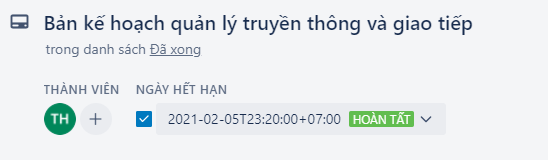 Bản kế hoạch quản lý truyền thông và giao tiếp
trong danh sách Đã xong
THÀNH VIÊN NGÀY HẾT HẠN
TH + 2021-02-05T23:20:00+07:00 HOÀN TẤT